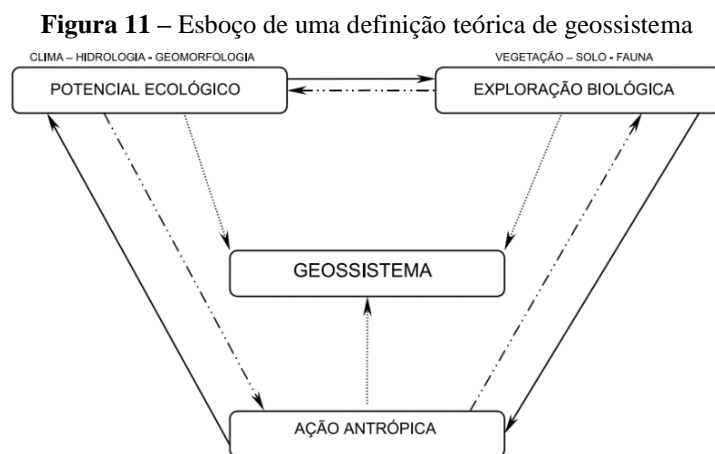 Figura 11 – Esboço de uma definição teórica de geossistema
CLIMA – HIDROLOGIA - GEOMORFOLOGIA
VEGETAÇÃO – SOLO - FAUNA
POTENCIAL ECOLÓGICO
EXPLORAÇÃO BIOLÓGICA
GEOSSISTEMA
AÇÃO ANTRÓPICA